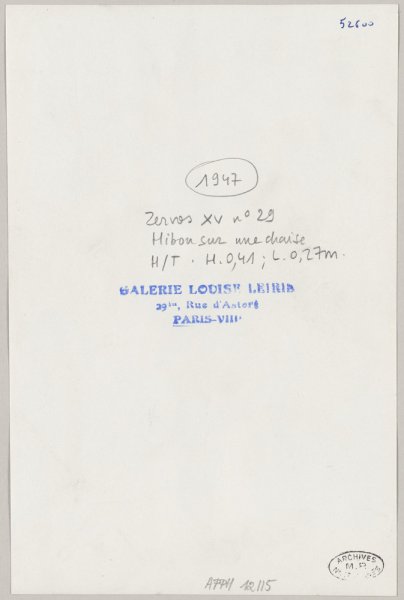 52600
1947
Zervos XV n° 29
Hibou sur une chaise
H/T . H.0,41 ; L.0,27m.
GALERIE LOUISE LEIRIS
29bis, Rue d'Astorg
PARIS-VIIIe
ARCHIVES
APPH 12115